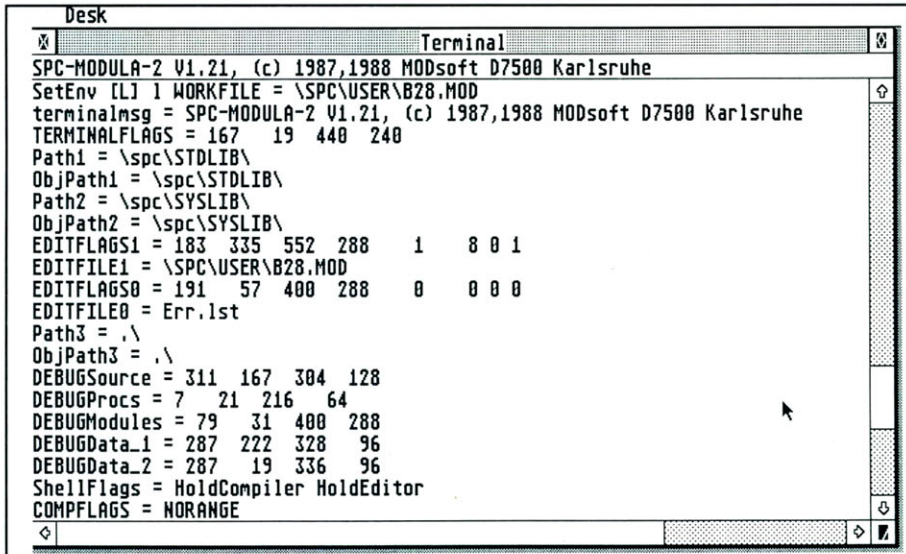 Desk
Terminal
SPC-MODULA-2 V1.21, (c) 1987,1988 MODsoft D7500 Karlsruhe
SetEnv [L] l WORKFILE = \SPC\USER\B28.MOD
terminalmsg = SPC-MODULA-2 V1.21, (c) 1987,1988 MODsoft D7500 Karlsruhe
TERMINALFLAGS = 167 19 440 240
Path1 = \spc\STDLIB\
ObjPath1 = \spc\STDLIB\
Path2 = \spc\SYSLIB\
ObjPath2 = \spc\SYSLIB\
EDITFLAGS1 = 183 335 552 288 1 8 0 1
EDITFILE1 = \SPC\USER\B28.MOD
EDITFLAGS0 = 191 57 400 288 0 0 0 0
EDITFILE0 = Err.lst
Path3 = .\
ObjPath3 = .\
DEBUGSource = 311 167 304 128
DEBUGProcs = 7 21 216 64
DEBUGModules = 79 31 400 288
DEBUGData_1 = 287 222 328 96
DEBUGData_2 = 287 19 336 96
ShellFlags = HoldCompiler HoldEditor
COMPFLAGS = NORANGE